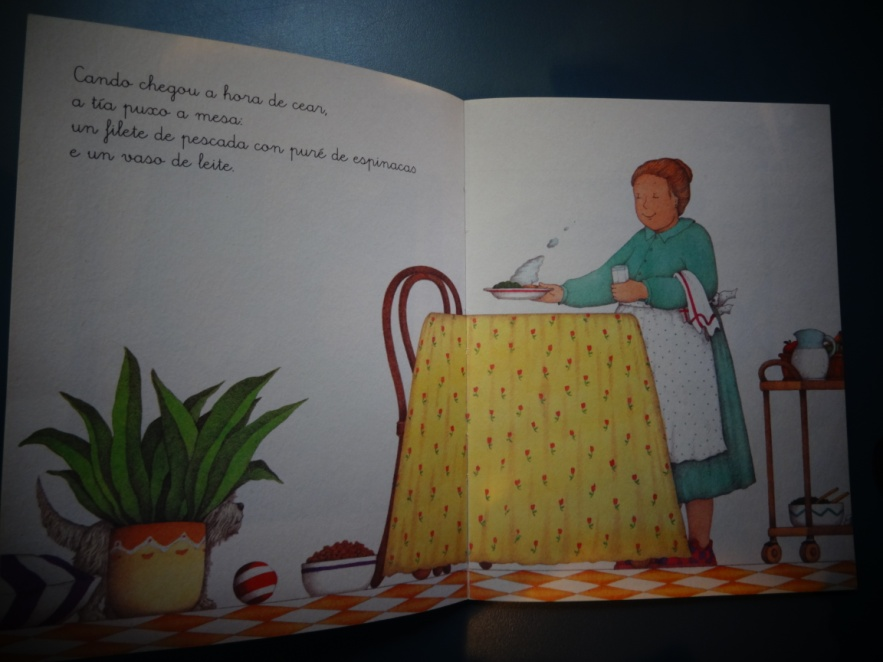 Cando chegou a hora de cear,
a tía puxo a mesa:
un filete de pescada con puré de espinacas
e un vaso de leite.